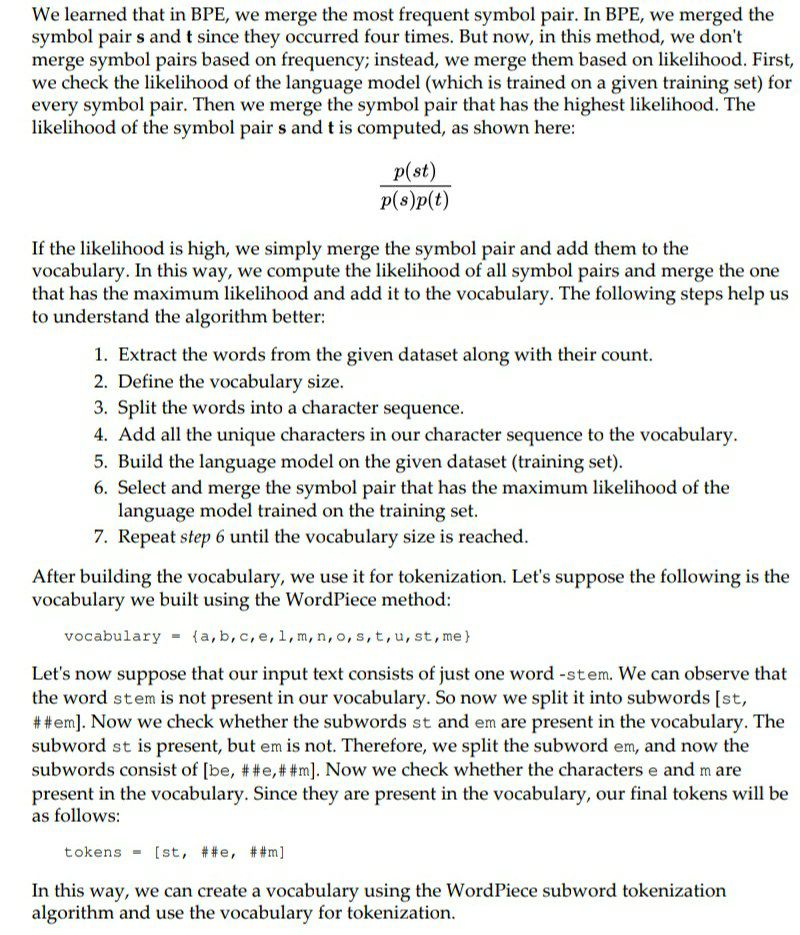 We learned that in BPE, we merge the most frequent symbol pair. In BPE, we merged the
symbol pair s and t since they occurred four times. But now, in this method, we don't
merge symbol pairs based on frequency; instead, we merge them based on likelihood. First,
we check the likelihood of the language model (which is trained on a given training set) for
every symbol pair. Then we merge the symbol pair that has the highest likelihood. The
likelihood of the symbol pair s and t is computed, as shown here:
p(st)
p(s)p(t)
If the likelihood is high, we simply merge the symbol pair and add them to the
vocabulary. In this way, we compute the likelihood of all symbol pairs and merge the one
that has the maximum likelihood and add it to the vocabulary. The following steps help us
to understand the algorithm better:
1. Extract the words from the given dataset along with their count.
2. Define the vocabulary size.
3. Split the words into a character sequence.
4. Add all the unique characters in our character sequence to the vocabulary.
5. Build the language model on the given dataset (training set).
6. Select and merge the symbol pair that has the maximum likelihood of the
language model trained on the training set.
7. Repeat step 6 until the vocabulary size is reached.
After building the vocabulary, we use it for tokenization. Let's suppose the following is the
vocabulary we built using the WordPiece method:
vocabulary = {a,b,c,e,l,m,n,o,s,t,u,st,me}
Let's now suppose that our input text consists of just one word -stem. We can observe that
the word stem is not present in our vocabulary. So now we split it into subwords [st,
##em]. Now we check whether the subwords st and em are present in the vocabulary. The
subword st is present, but em is not. Therefore, we split the subword em, and now the
subwords consist of [be, ##e,##m]. Now we check whether the characters e and m are
present in the vocabulary. Since they are present in the vocabulary, our final tokens will be
as follows:
tokens = [st, ##e, ##m]
In this way, we can create a vocabulary using the WordPiece subword tokenization
algorithm and use the vocabulary for tokenization.